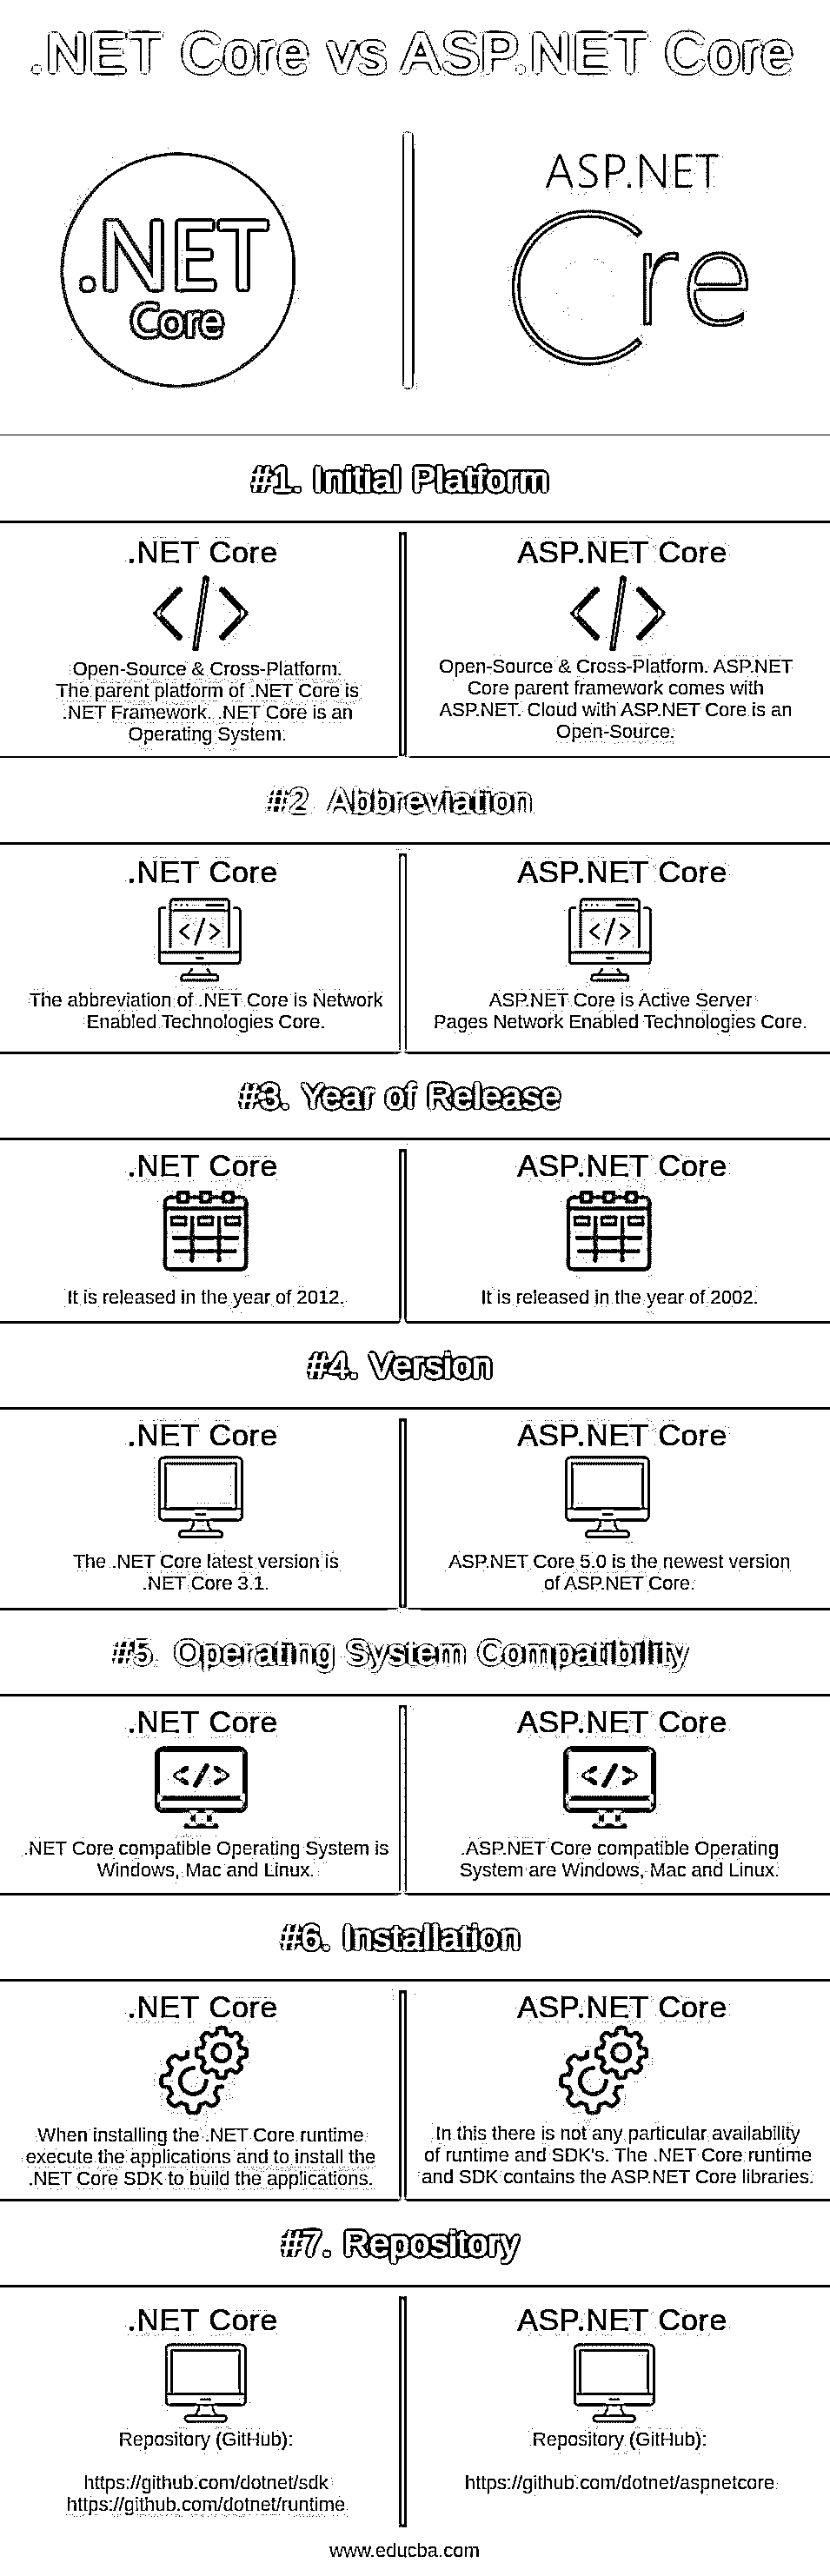 .NET Core vs ASP.NET Core
.NET
Core
ASP.NET
Cre
#1. Initial Platform
.NET Core
Open-Source & Cross-Platform.
The parent platform of .NET Core is
.NET Framework. .NET Core is an
Operating System.
ASP.NET Core
Open-Source & Cross-Platform. ASP.NET
Core parent framework comes with
ASP.NET. Cloud with ASP.NET Core is an
Open-Source.
#2. Abbreviation
.NET Core
The abbreviation of .NET Core is Network
Enabled Technologies Core.
ASP.NET Core
ASP.NET Core is Active Server
Pages Network Enabled Technologies Core.
#3. Year of Release
.NET Core
It is released in the year of 2012.
ASP.NET Core
It is released in the year of 2002.
#4. Version
.NET Core
The .NET Core latest version is
.NET Core 3.1.
ASP.NET Core
ASP.NET Core 5.0 is the newest version
of ASP.NET Core.
#5. Operating System Compatibility
.NET Core
.NET Core compatible Operating System is
Windows, Mac and Linux.
ASP.NET Core
.ASP.NET Core compatible Operating
System are Windows, Mac and Linux.
#6. Installation
.NET Core
When installing the .NET Core runtime
execute the applications and to install the
.NET Core SDK to build the applications.
ASP.NET Core
In this there is not any particular availability
of runtime and SDK's. The .NET Core runtime
and SDK contains the ASP.NET Core libraries.
#7. Repository
.NET Core
Repository (GitHub):
https://github.com/dotnet/sdk
https://github.com/dotnet/runtime
ASP.NET Core
Repository (GitHub):
https://github.com/dotnet/aspnetcore
www.educba.com